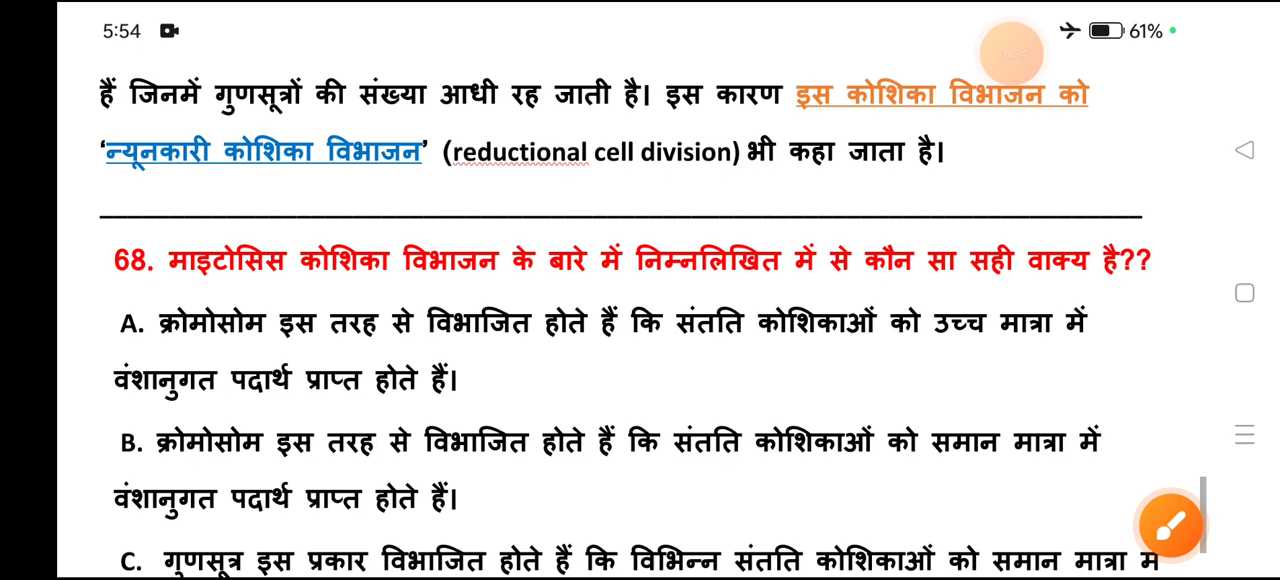 5:54 61%
हैं जिनमें गुणसूत्रों की संख्या आधी रह जाती है। इस कारण इस कोशिका विभाजन को
‘न्यूनकारी कोशिका विभाजन’ (reductional cell division) भी कहा जाता है।
68. माइटोसिस कोशिका विभाजन के बारे में निम्नलिखित में से कौन सा सही वाक्य है??
A. क्रोमोसोम इस तरह से विभाजित होते हैं कि संतति कोशिकाओं को उच्च मात्रा में
वंशानुगत पदार्थ प्राप्त होते हैं।
B. क्रोमोसोम इस तरह से विभाजित होते हैं कि संतति कोशिकाओं को समान मात्रा में
वंशानुगत पदार्थ प्राप्त होते हैं।
C. गुणसूत्र इस प्रकार विभाजित होते हैं कि विभिन्न संतति कोशिकाओं को समान मात्रा